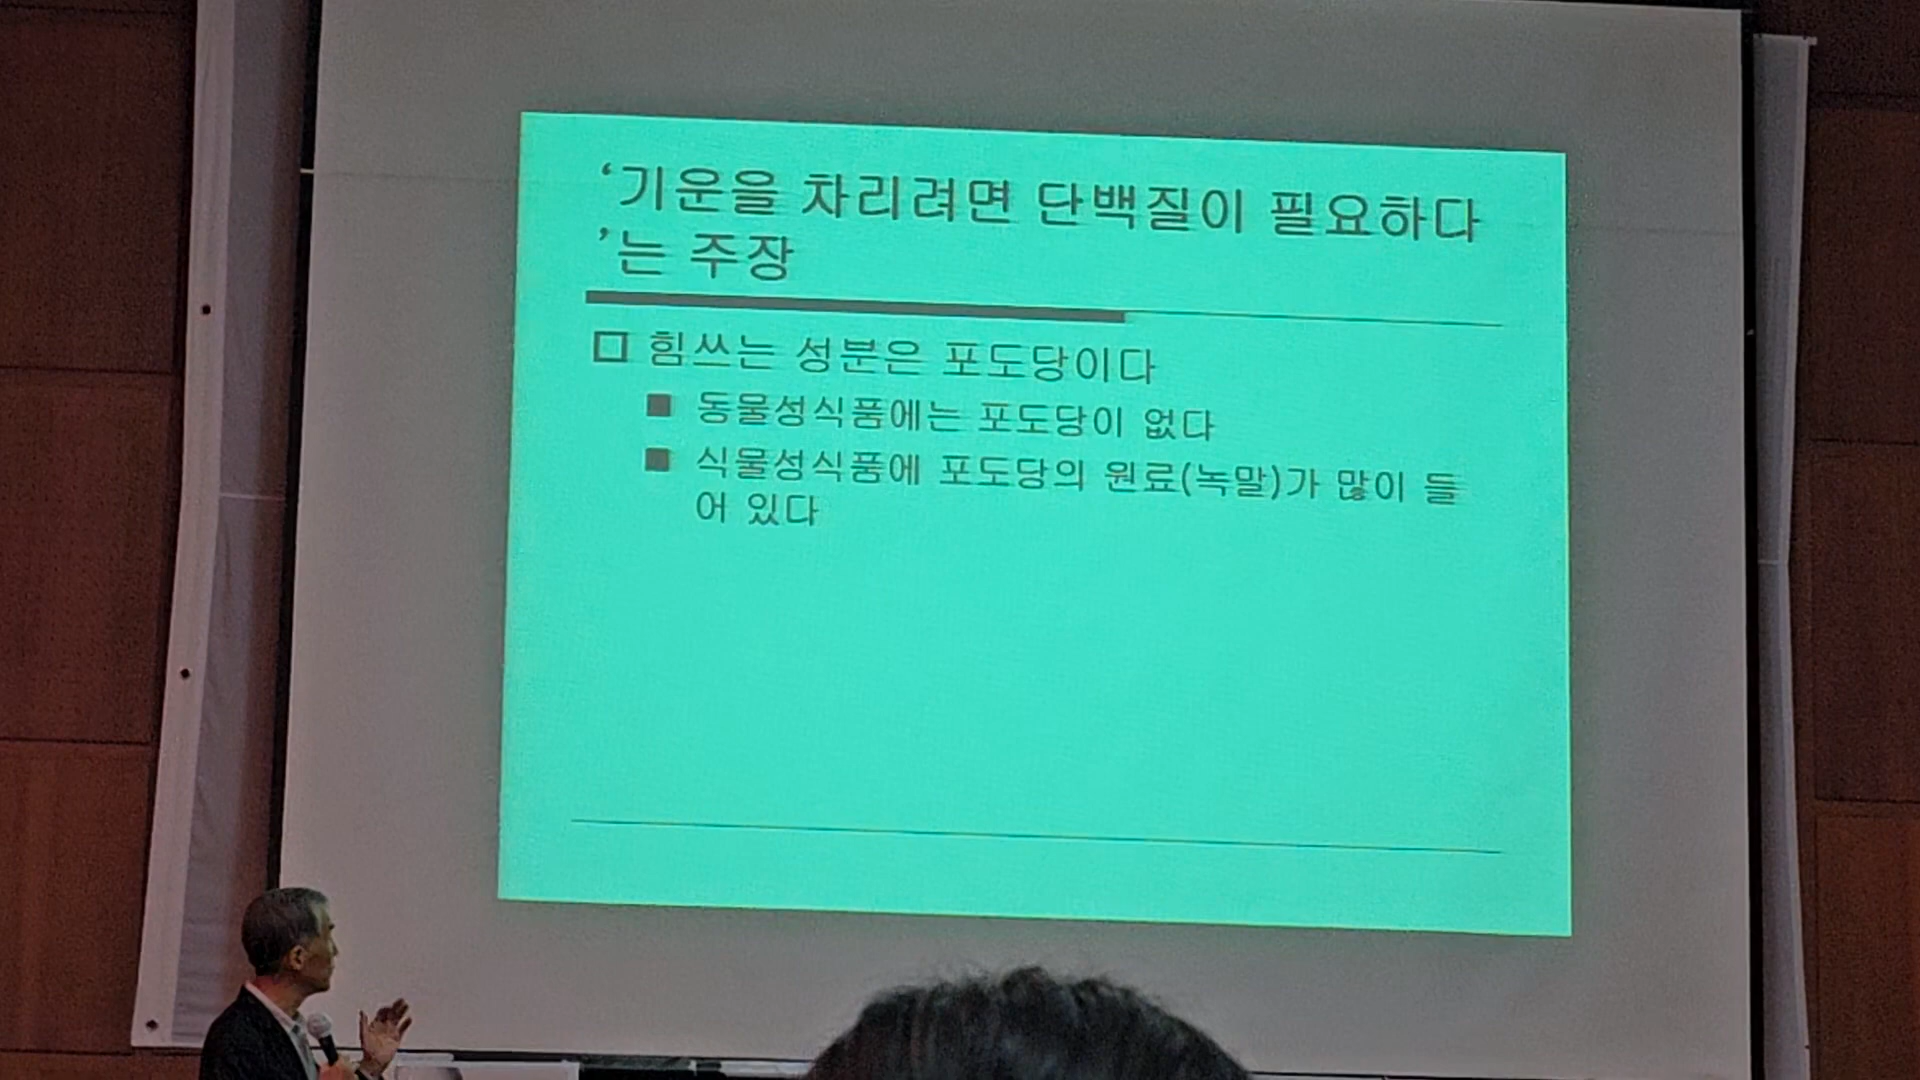 ‘기운을 차리려면 단백질이 필요하다
’는 주장
힘쓰는 성분은 포도당이다
동물성식품에는 포도당이 없다
식물성식품에 포도당의 원료(녹말)가 많이 들
어 있다